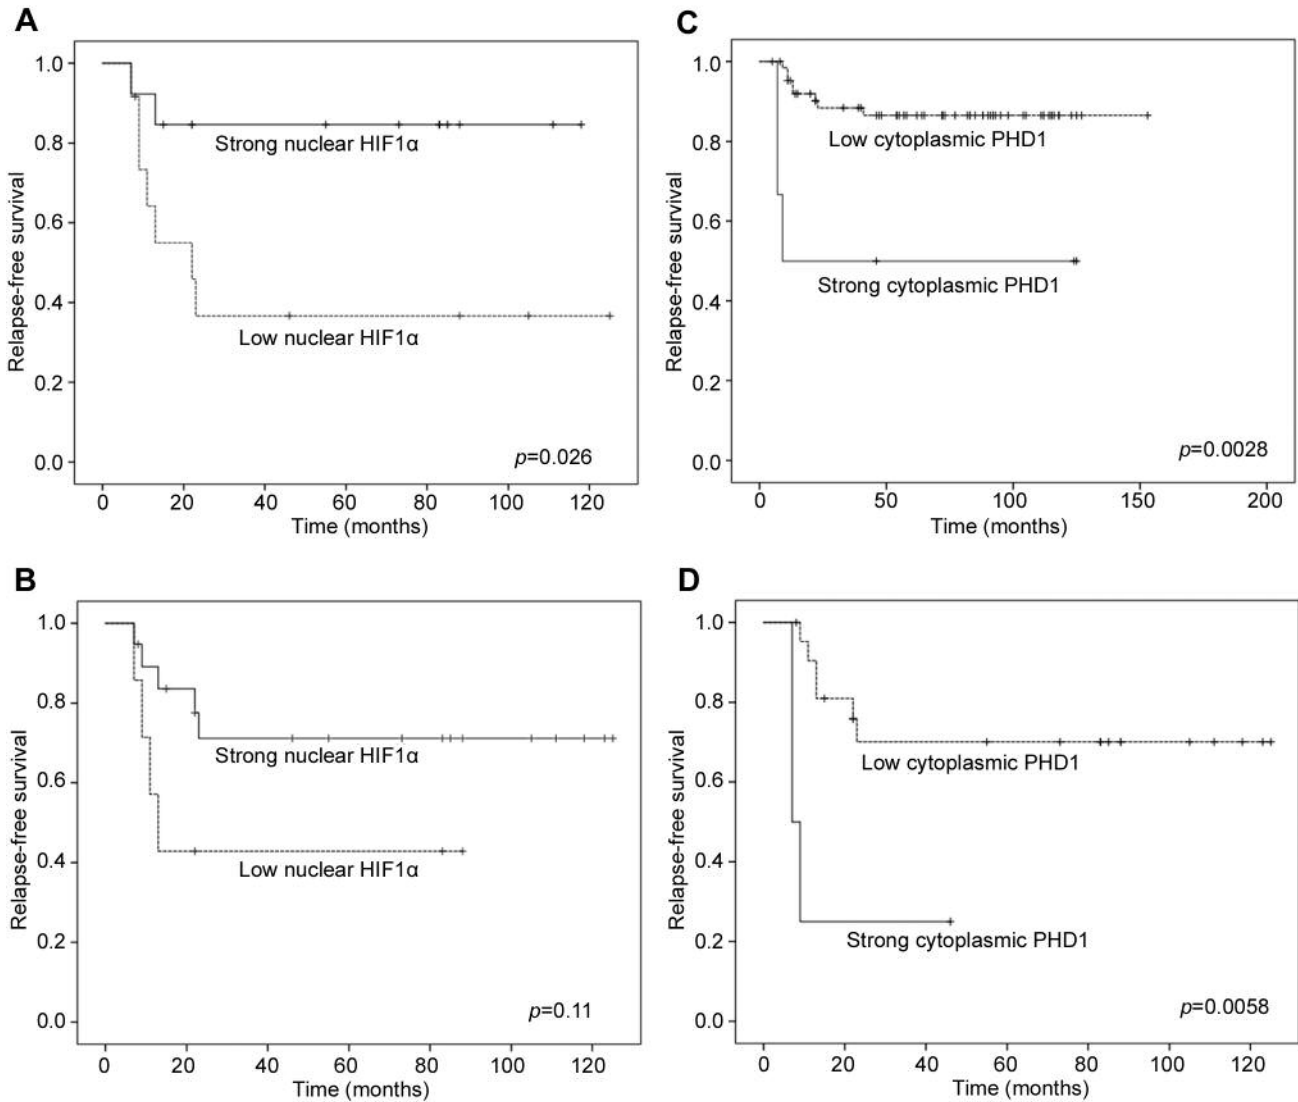 A
1.0
0.8
0.6
0.4
0.2
0.0
Relapse-free survival
Strong nuclear HIF1α
Low nuclear HIF1α
p=0.026
0 20 40 60 80 100 120
Time (months)
C
1.0
0.8
0.6
0.4
0.2
0.0
Relapse-free survival
Low cytoplasmic PHD1
Strong cytoplasmic PHD1
p=0.0028
0 50 100 150 200
Time (months)
B
1.0
0.8
0.6
0.4
0.2
0.0
Relapse-free survival
Strong nuclear HIF1α
Low nuclear HIF1α
p=0.11
0 20 40 60 80 100 120
Time (months)
D
1.0
0.8
0.6
0.4
0.2
0.0
Relapse-free survival
Low cytoplasmic PHD1
Strong cytoplasmic PHD1
p=0.0058
0 20 40 60 80 100 120
Time (months)